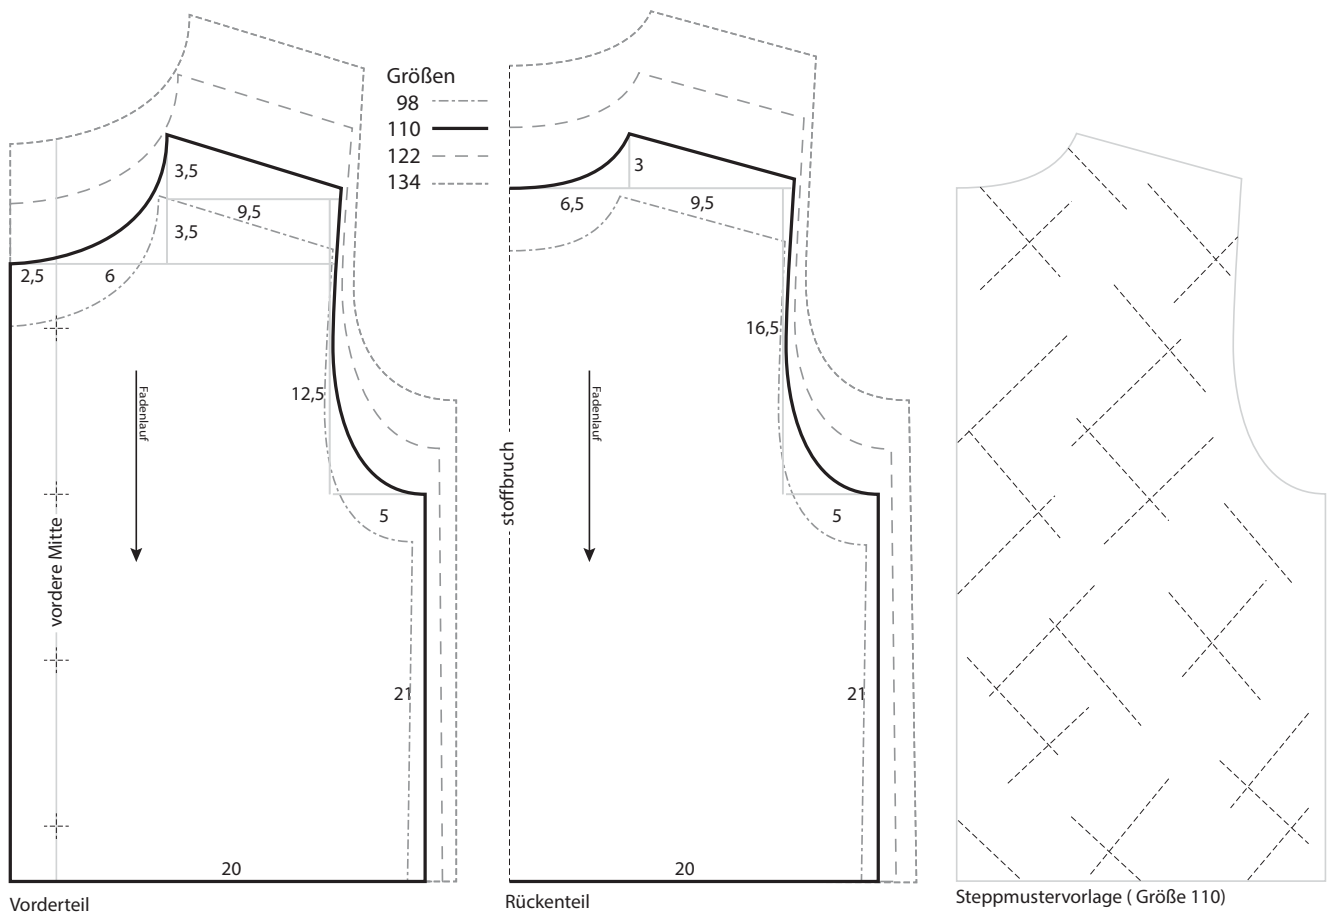 Größen
98
110
122
134
3,5
9,5
3,5
2,5
6
12,5
5
Fadenlauf
vordere Mitte
21
20
Vorderteil
3
6,5
9,5
16,5
5
Fadenlauf
stoffbruch
21
20
Rückenteil
Steppmustervorlage ( Größe 110)